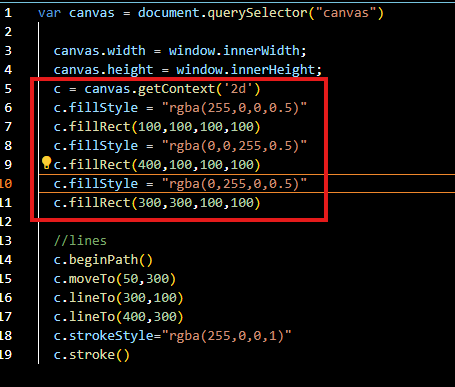 1 var canvas = document.querySelector("canvas")
2
3 canvas.width = window.innerWidth;
4 canvas.height = window.innerHeight;
5 c = canvas.getContext('2d')
6 c.fillStyle = "rgba(255,0,0,0.5)"
7 c.fillRect(100,100,100,100)
8 c.fillStyle = "rgba(0,0,255,0.5)"
9 c.fillRect(400,100,100,100)
10 c.fillStyle = "rgba(0,255,0,0.5)"
11 c.fillRect(300,300,100,100)
12
13 //lines
14 c.beginPath()
15 c.moveTo(50,300)
16 c.lineTo(300,100)
17 c.lineTo(400,300)
18 c.strokeStyle="rgba(255,0,0,1)"
19 c.stroke()